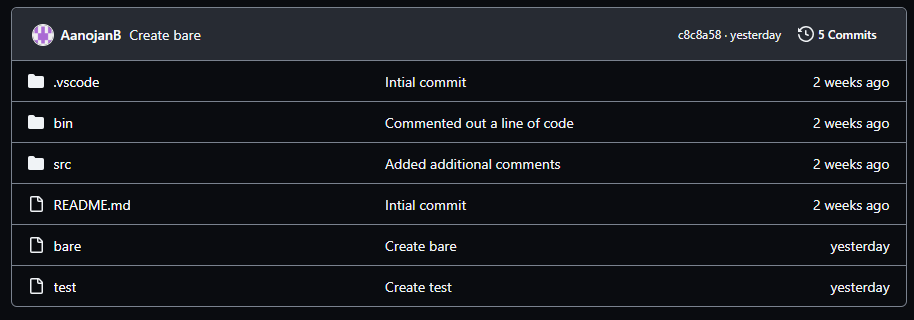 AanojanB Create bare c8c8a58 · yesterday 5 Commits
.vscode Intial commit 2 weeks ago
bin Commented out a line of code 2 weeks ago
src Added additional comments 2 weeks ago
README.md Intial commit 2 weeks ago
bare Create bare yesterday
test Create test yesterday